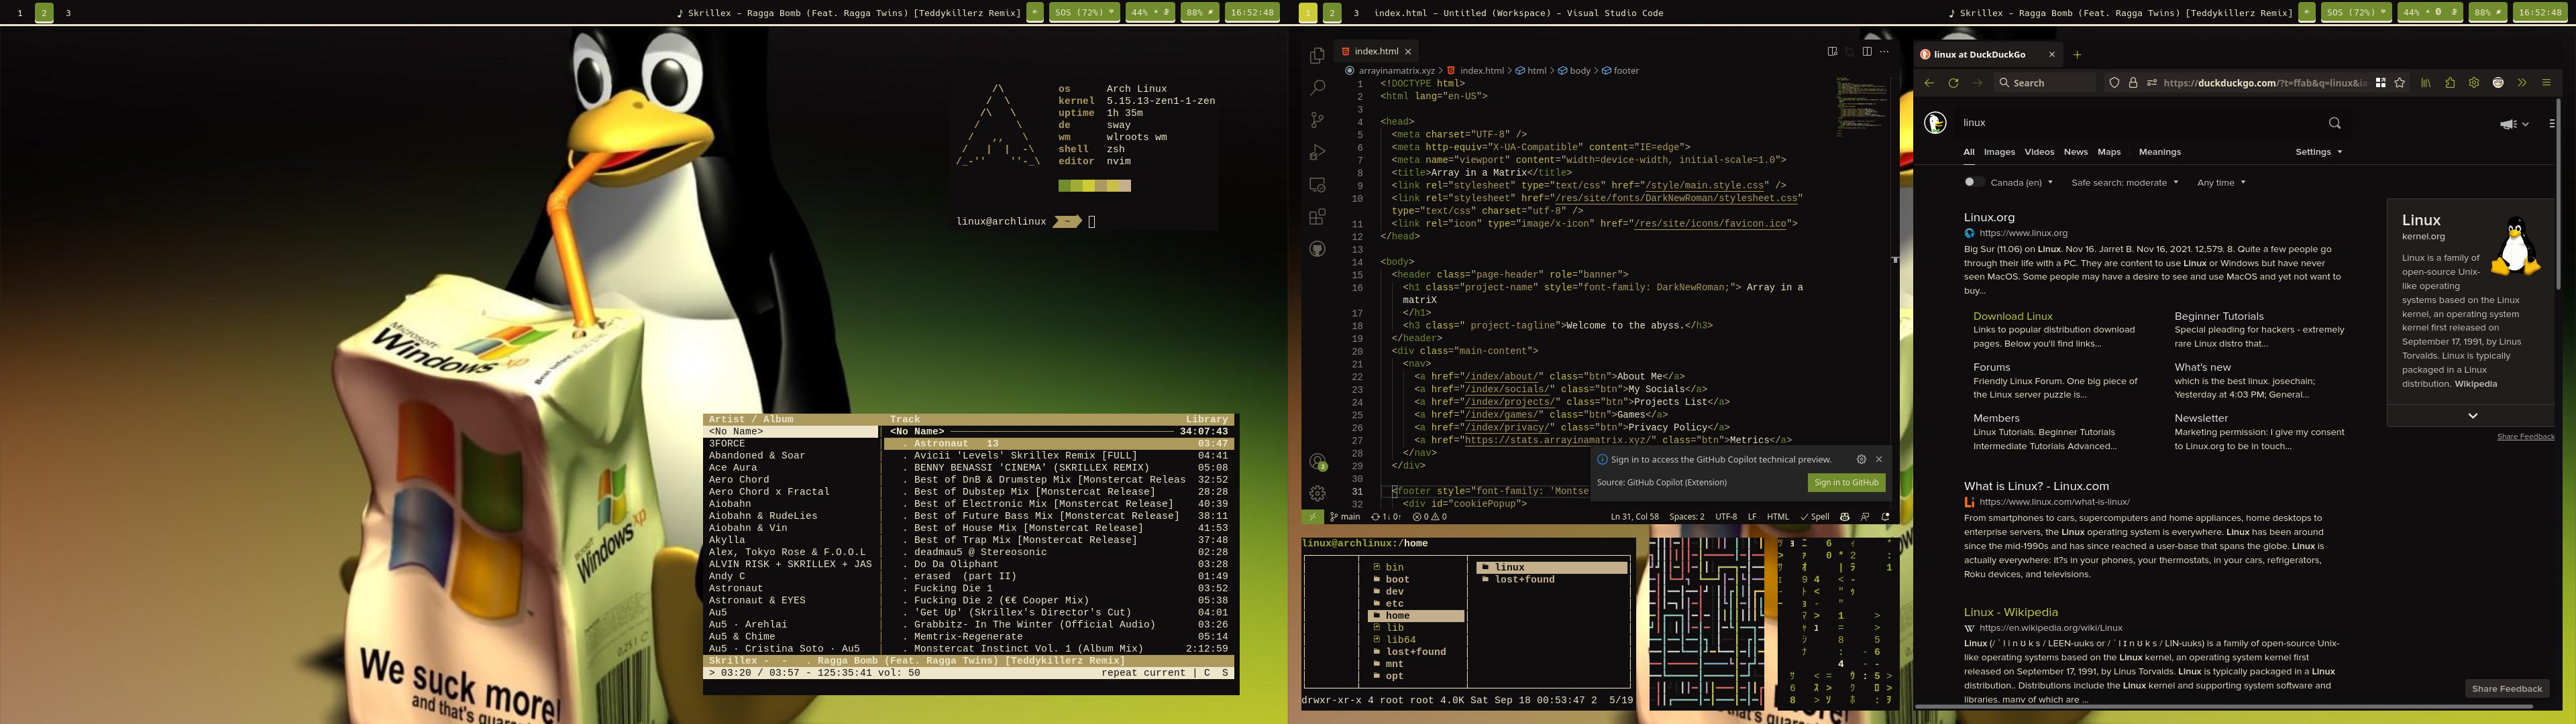 1 2 3
♪ Skrillex - Ragga Bomb (Feat. Ragga Twins) [Teddykillerz Remix] SOS (72%) 44% 88% 16:52:48
1 2 3 index.html - Untitled (Workspace) - Visual Studio Code
♪ Skrillex - Ragga Bomb (Feat. Ragga Twins) [Teddykillerz Remix] SOS (72%) 44% 0 88% 16:52:48
os Arch Linux
kernel 5.15.13-zen1-1-zen
uptime 1h 35m
de sway
wm wlroots wm
shell zsh
editor nvim
linux@archlinux ~
Microsoft
Windows
Microsoft
Windows xp
0.25 l
We suck more!
and that's
Artist / Album Track Library
<No Name> <No Name> 34:07:43
3FORCE . Astronaut 13 03:47
Abandoned & Soar . Avicii 'Levels' Skrillex Remix [FULL] 04:41
Ace Aura . BENNY BENASSI 'CINEMA' (SKRILLEX REMIX) 05:08
Aero Chord . Best of DnB & Drumstep Mix [Monstercat Releas 32:52
Aero Chord x Fractal . Best of Dubstep Mix [Monstercat Release] 28:28
Aiobahn . Best of Electronic Mix [Monstercat Release] 40:39
Aiobahn & RudeLies . Best of Future Bass Mix [Monstercat Release] 38:11
Aiobahn & Vin . Best of House Mix [Monstercat Release] 41:53
Akylla . Best of Trap Mix [Monstercat Release] 37:48
Alex, Tokyo Rose & F.O.O.L . deadmau5 @ Stereosonic 02:28
ALVIN RISK + SKRILLEX + JAS . Do Da Oliphant 03:28
Andy C . erased (part II) 01:49
Astronaut . Fucking Die 1 03:52
Astronaut & EYES . Fucking Die 2 (€€ Cooper Mix) 05:38
Au5 . 'Get Up' (Skrillex's Director's Cut) 04:01
Au5 · Arehlai . Grabbitz- In The Winter (Official Audio) 03:26
Au5 & Chime . Memtrix-Regenerate 05:14
Au5 · Cristina Soto · Au5 . Monstercat Instinct Vol. 1 (Album Mix) 2:12:59
Skrillex - - . Ragga Bomb (Feat. Ragga Twins) [Teddykillerz Remix]
> 03:20 / 03:57 - 125:35:41 vol: 50 repeat current | C S
index.html
arrayinamatrix.xyz > index.html > html > body > footer
1 <!DOCTYPE html>
2 <html lang="en-US">
3
4 <head>
5 <meta charset="UTF-8" />
6 <meta http-equiv="X-UA-Compatible" content="IE=edge">
7 <meta name="viewport" content="width=device-width, initial-scale=1.0">
8 <title>Array in a Matrix</title>
9 <link rel="stylesheet" type="text/css" href="/style/main.style.css" />
10 <link rel="stylesheet" href="/res/site/fonts/DarkNewRoman/stylesheet.css"
type="text/css" charset="utf-8" />
11 <link rel="icon" type="image/x-icon" href="/res/site/icons/favicon.ico">
12 </head>
13
14 <body>
15 <header class="page-header" role="banner">
16 <h1 class="project-name" style="font-family: DarkNewRoman;"> Array in a
matriX
17 </h1>
18 <h3 class=" project-tagline">Welcome to the abyss.</h3>
19 </header>
20 <div class="main-content">
21 <nav>
22 <a href="/index/about/" class="btn">About Me</a>
23 <a href="/index/socials/" class="btn">My Socials</a>
24 <a href="/index/projects/" class="btn">Projects List</a>
25 <a href="/index/games/" class="btn">Games</a>
26 <a href="/index/privacy/" class="btn">Privacy Policy</a>
27 <a href="https://stats.arrayinamatrix.xyz/" class="btn">Metrics</a>
28 </nav>
29 </div>
30
31 <footer style="font-family: 'Montse
32 <div id="cookiePopup">
Sign in to access the GitHub Copilot technical preview.
Source: GitHub Copilot (Extension) Sign in to GitHub
2
main 1↓ 0↑ 0 0 Ln 31, Col 58 Spaces: 2 UTF-8 LF HTML Spell
linux@archlinux:/home
bin linux
boot lost+found
dev
etc
home
lib
lib64
lost+found
mnt
opt
drwxr-xr-x 4 root root 4.0K Sat Sep 18 00:53:47 2 5/19
linux at DuckDuckGo
Search https://duckduckgo.com/?t=ffab&q=linux&ia
linux
All Images Videos News Maps Meanings Settings
Canada (en) Safe search: moderate Any time
Linux.org
https://www.linux.org
Big Sur (11.06) on Linux. Nov 16. Jarret B. Nov 16, 2021. 12,579. 8. Quite a few people go
through their life with a PC. They are content to use Linux or Windows but have never
seen MacOS. Some people may have a desire to see and use MacOS and yet not want to
buy...
Download Linux
Links to popular distribution download
pages. Below you'll find links...
Beginner Tutorials
Special pleading for hackers - extremely
rare Linux distro that...
Forums
Friendly Linux Forum. One big piece of
the Linux server puzzle is...
What's new
which is the best linux. josechein;
Yesterday at 4:03 PM; General...
Members
Linux Tutorials. Beginner Tutorials
Intermediate Tutorials Advanced...
Newsletter
Marketing permission: I give my consent
to Linux.org to be in touch...
What is Linux? - Linux.com
https://www.linux.com/what-is-linux/
From smartphones to cars, supercomputers and home appliances, home desktops to
enterprise servers, the Linux operating system is everywhere. Linux has been around
since the mid-1990s and has since reached a user-base that spans the globe. Linux is
actually everywhere: It?s in your phones, your thermostats, in your cars, refrigerators,
Roku devices, and televisions.
Linux - Wikipedia
https://en.wikipedia.org/wiki/Linux
Linux (/ ˈ l i n ʊ k s / LEEN-uuks or / ˈ l ɪ n ʊ k s / LIN-uuks) is a family of open-source Unix-
like operating systems based on the Linux kernel, an operating system kernel first
released on September 17, 1991, by Linus Torvalds. Linux is typically packaged in a Linux
distribution.. Distributions include the Linux kernel and supporting system software and
libraries, many of which are ...
Linux
kernel.org
Linux is a family of
open-source Unix-
like operating
systems based on the Linux
kernel, an operating system
kernel first released on
September 17, 1991, by Linus
Torvalds. Linux is typically
packaged in a Linux
distribution. Wikipedia
Share Feedback
Share Feedback